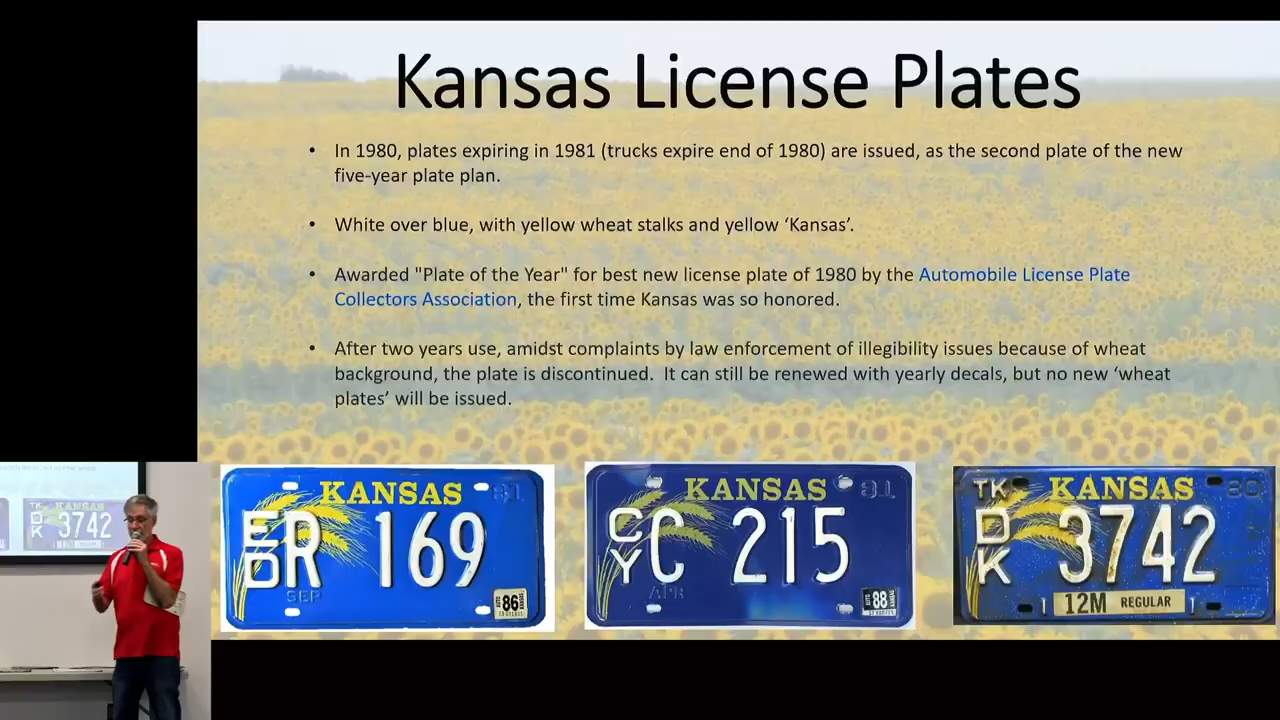 Kansas License Plates
• In 1980, plates expiring in 1981 (trucks expire end of 1980) are issued, as the second plate of the new
five-year plate plan.
• White over blue, with yellow wheat stalks and yellow ‘Kansas’.
• Awarded "Plate of the Year" for best new license plate of 1980 by the Automobile License Plate
Collectors Association, the first time Kansas was so honored.
• After two years use, amidst complaints by law enforcement of illegibility issues because of wheat
background, the plate is discontinued. It can still be renewed with yearly decals, but no new ‘wheat
plates’ will be issued.
KANSAS 81
ED R 169
SEP
86
KANSAS 81
CY C 215
APR
88
TK KANSAS 80
DK 3742
12M REGULAR
TK KANSAS
DK 3742